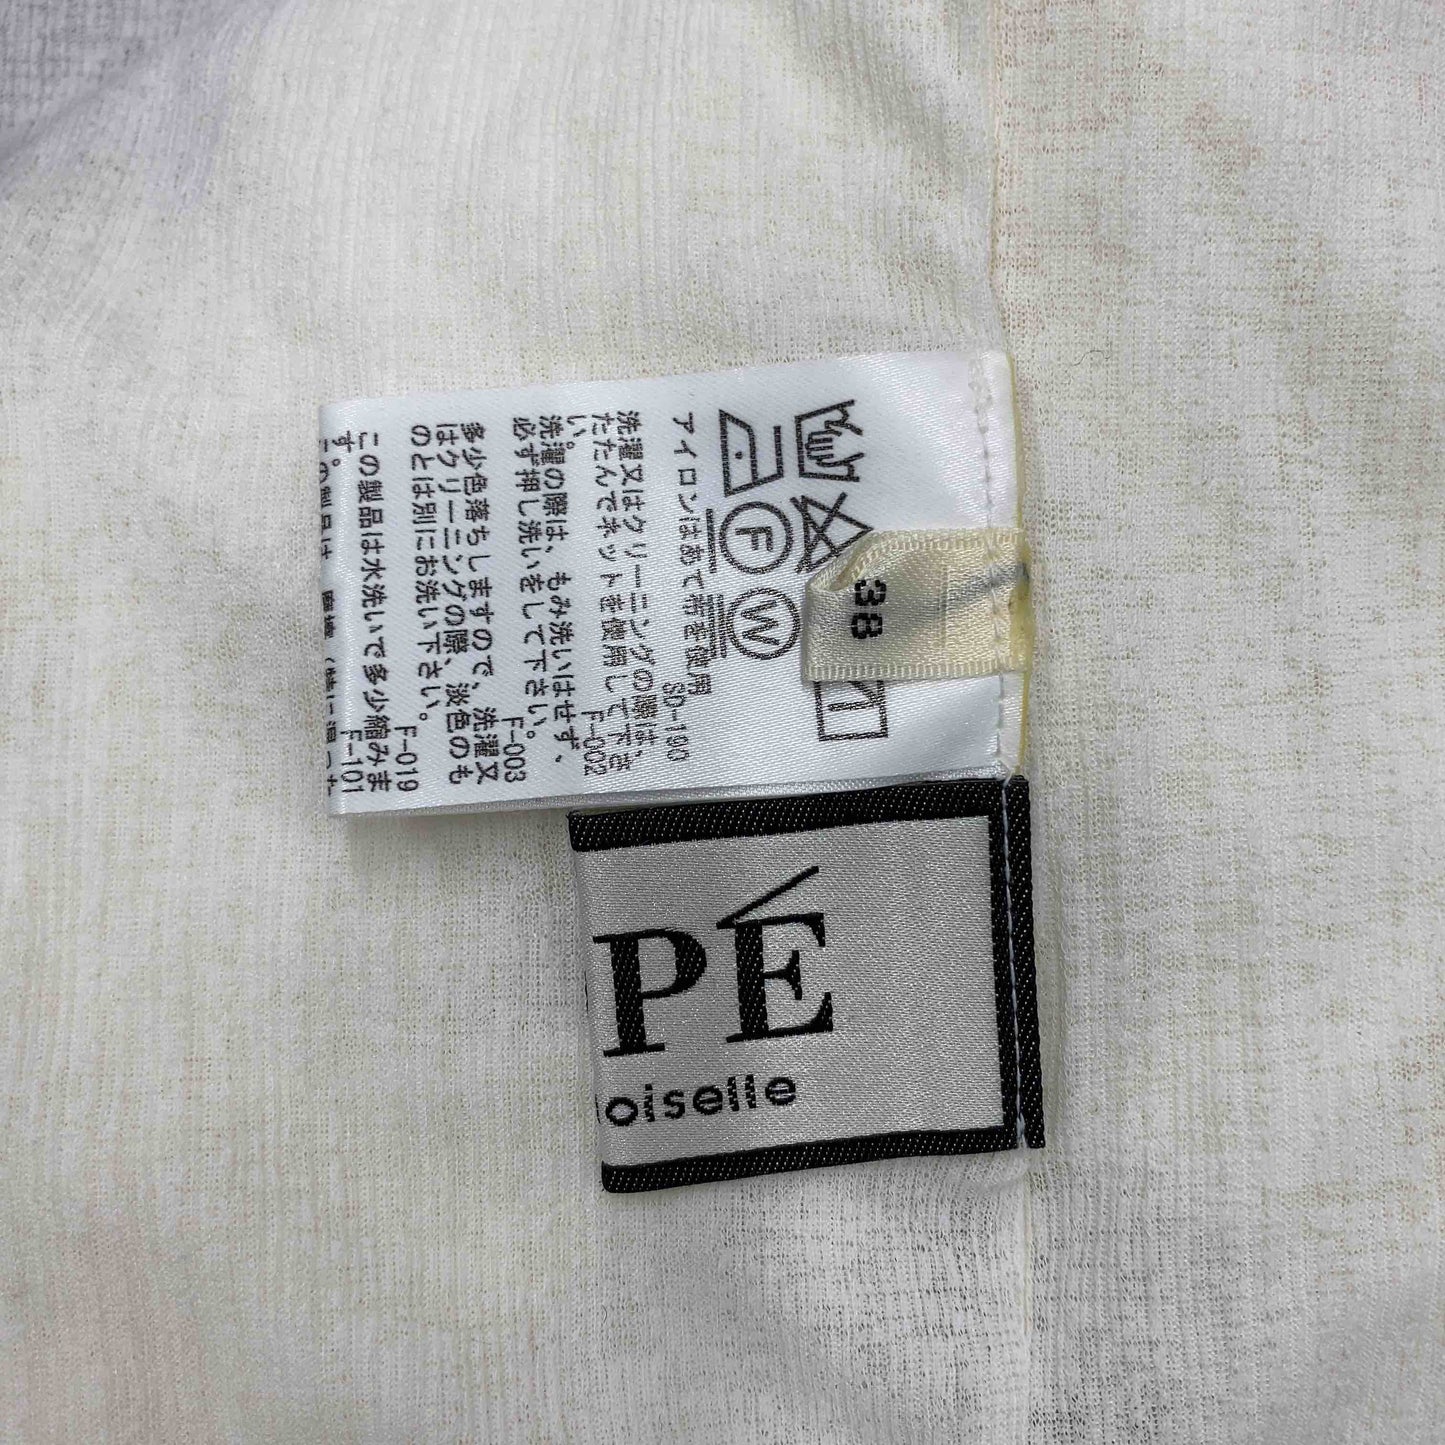 38
F
W
アイロンはあて布を使用
SD-190
洗濯又はクリーニングの際は、
たたんでネットを使用して下さ
い。
F-002
洗濯の際は、もみ洗いはせず、
必ず押し洗いをして下さい。
F-003
多少色落ちしますので、洗濯又
はクリーニングの際、淡色のも
のとは別にお洗い下さい。
F-019
この製品は水洗いで多少縮みま
す。
F-101
この製品は
PÉ
oiselle